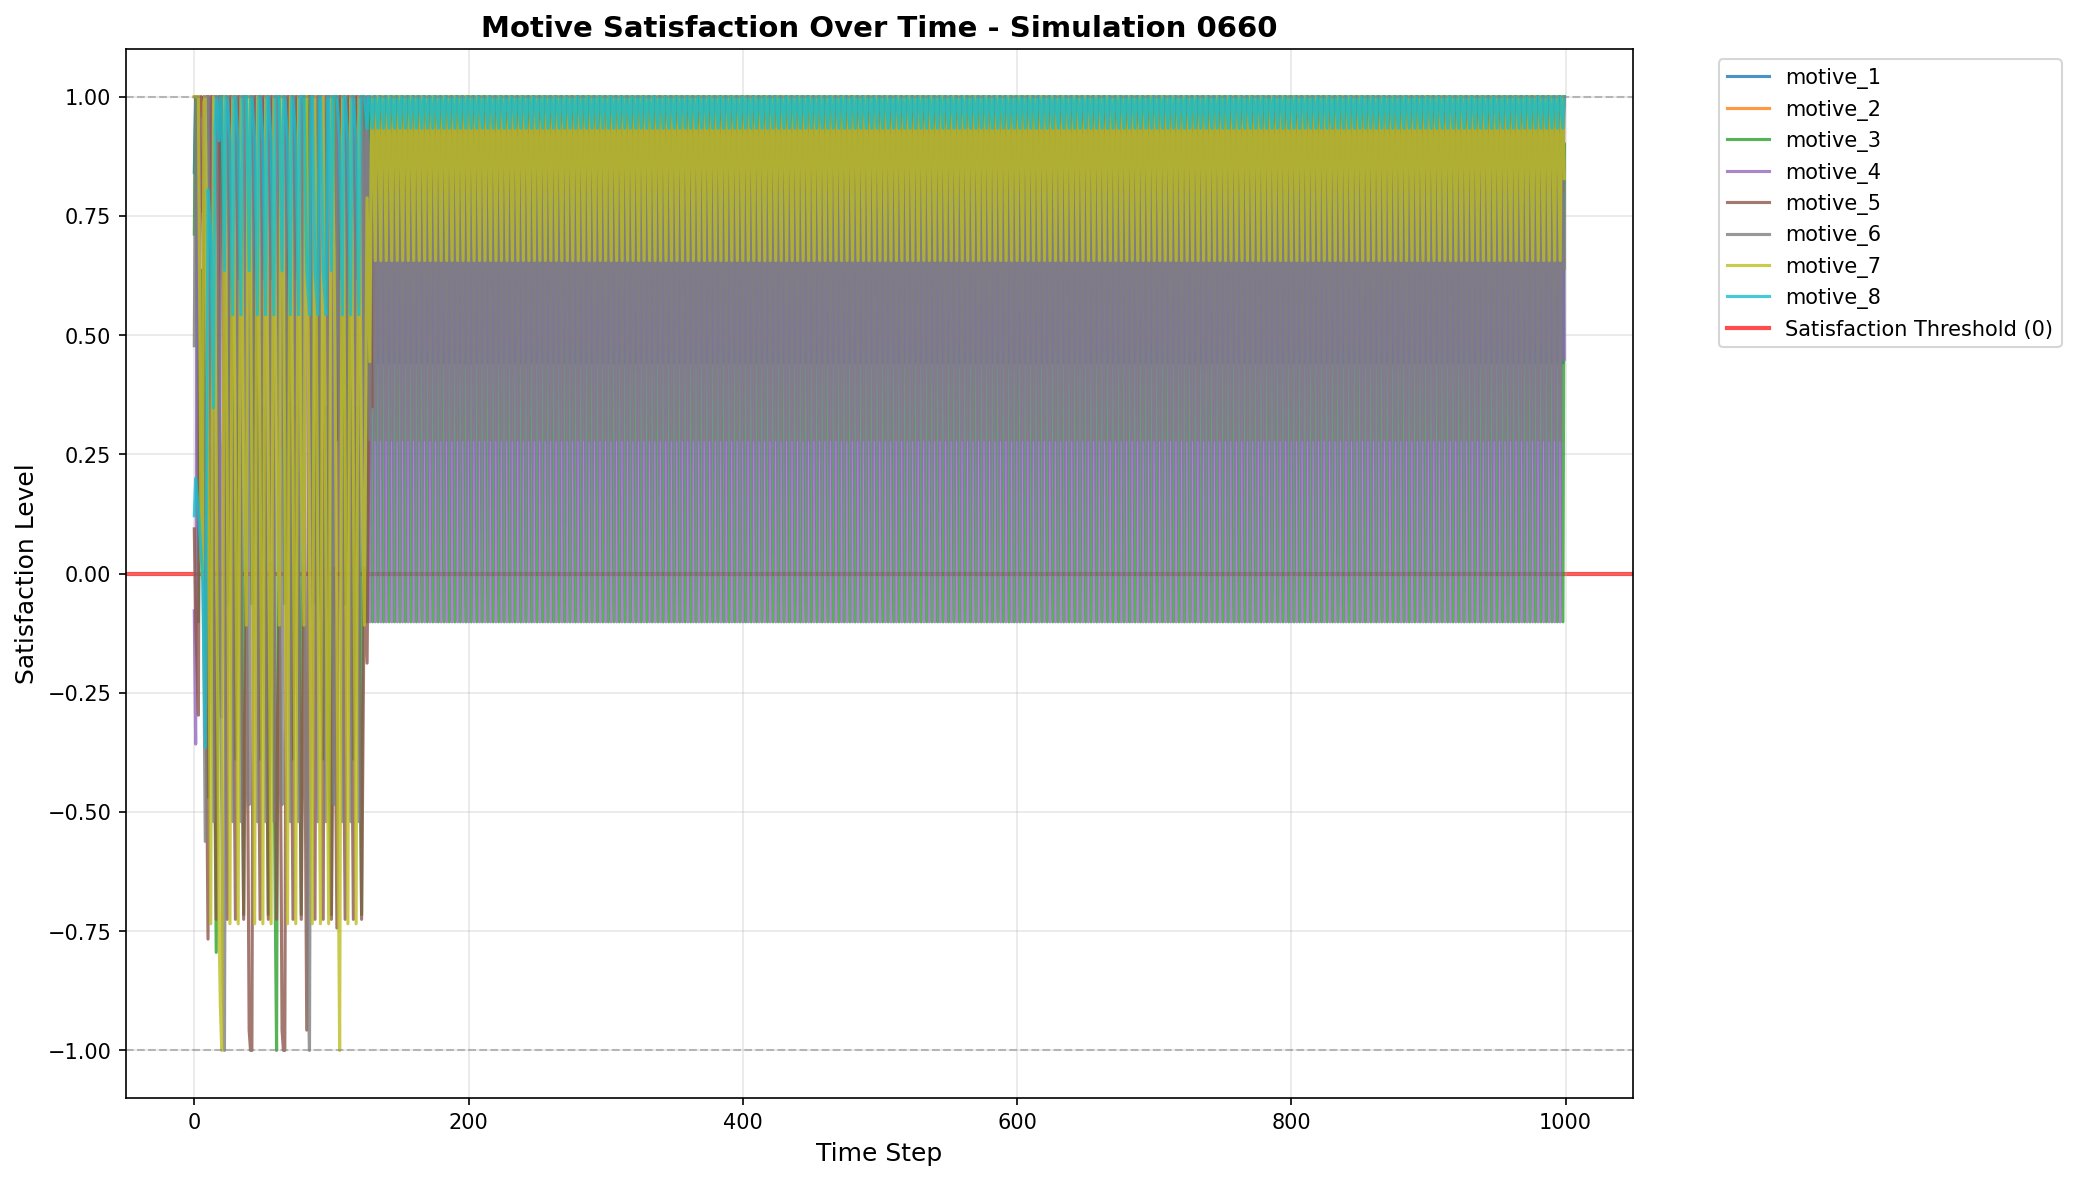 Motive Satisfaction Over Time - Simulation 0660
1.00
0.75
0.50
0.25
0.00
−0.25
−0.50
−0.75
−1.00
Satisfaction Level
0
200
400
600
800
1000
Time Step
motive_1
motive_2
motive_3
motive_4
motive_5
motive_6
motive_7
motive_8
Satisfaction Threshold (0)